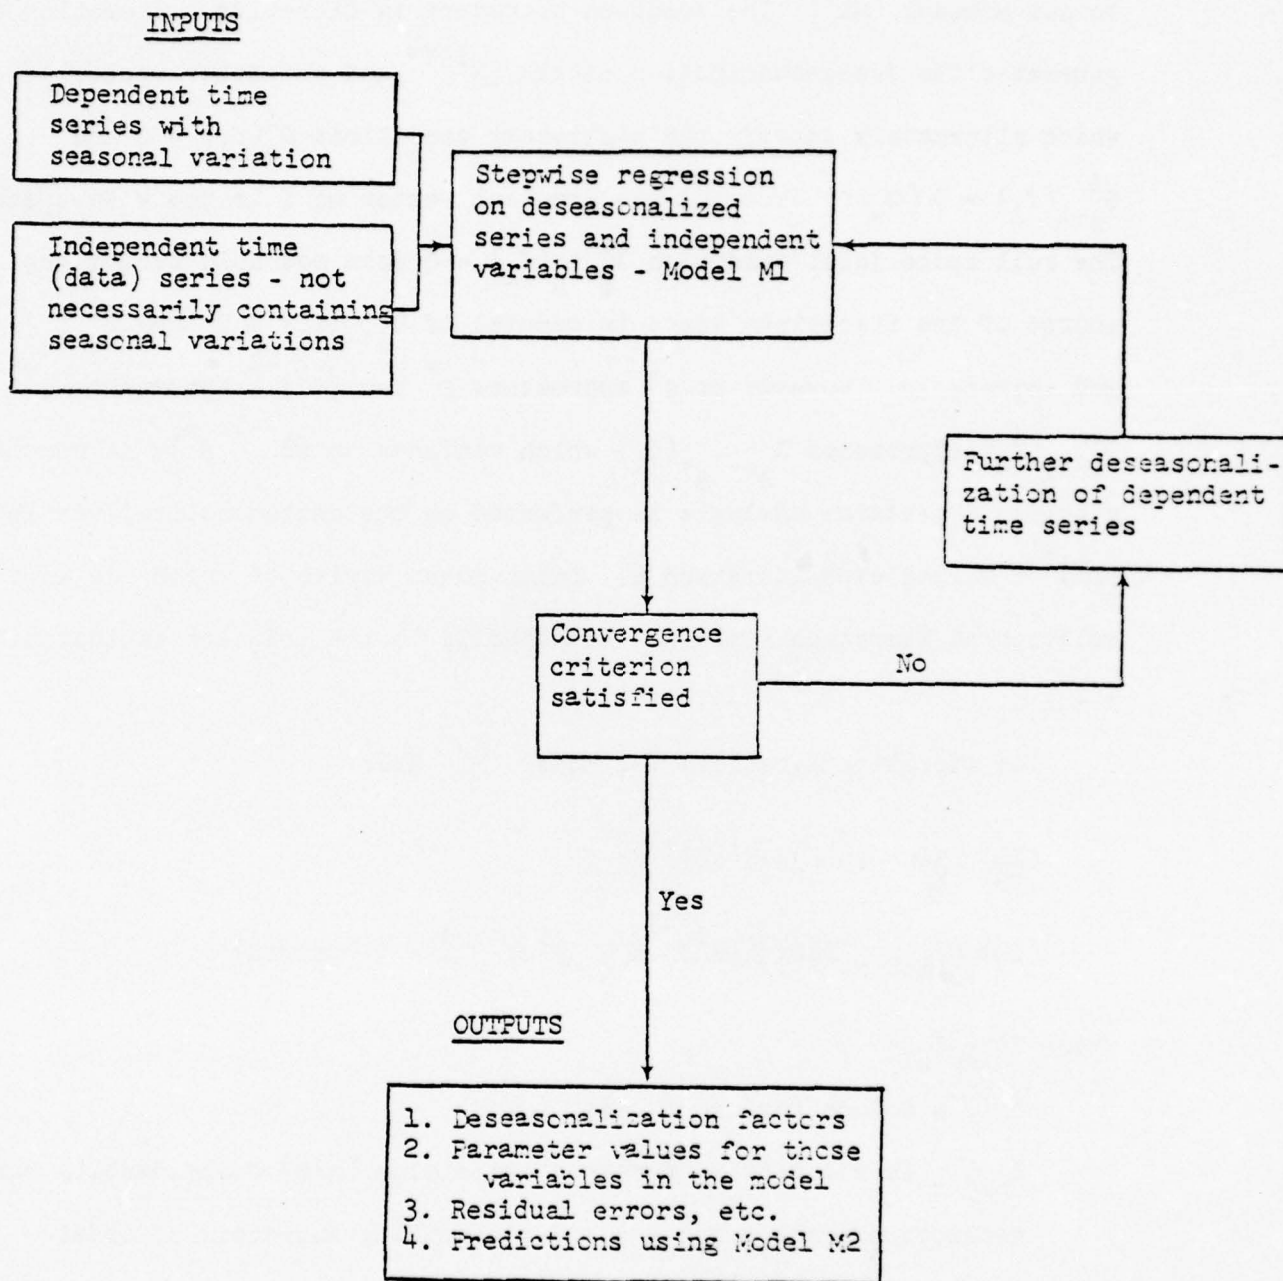 INPUTS
Dependent time
series with
seasonal variation
Independent time
(data) series - not
necessarily containing
seasonal variations
Stepwise regression
on deseasonalized
series and independent
variables - Model M1
Further deseasonali-
zation of dependent
time series
Convergence
criterion
satisfied
No
Yes
OUTPUTS
1. Deseasonalization factors
2. Parameter values for those
variables in the model
3. Residual errors, etc.
4. Predictions using Model M2